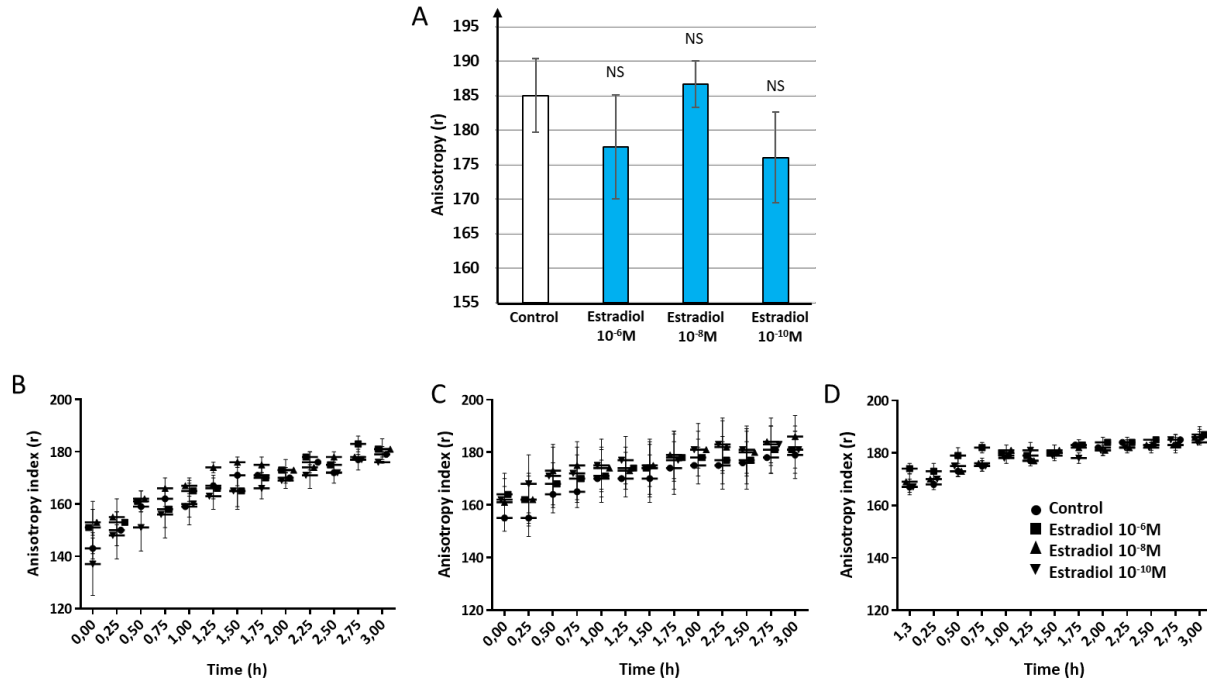 A
Anisotropy (r)
195
190
185
180
175
170
165
160
155
NS
NS
NS
Control
Estradiol
10⁻⁶M
Estradiol
10⁻⁸M
Estradiol
10⁻¹⁰M
B
Anisotropy index (r)
200
180
160
140
120
0,00
0,25
0,50
0,75
1,00
1,25
1,50
1,75
2,00
2,25
2,50
2,75
3,00
Time (h)
C
Anisotropy index (r)
200
180
160
140
120
0,00
0,25
0,50
0,75
1,00
1,25
1,50
1,75
2,00
2,25
2,50
2,75
3,00
Time (h)
D
Anisotropy index (r)
200
180
160
140
120
1,3
0,25
0,50
0,75
1,00
1,25
1,50
1,75
2,00
2,25
2,50
2,75
3,00
Time (h)
Control
Estradiol 10⁻⁶M
Estradiol 10⁻⁸M
Estradiol 10⁻¹⁰M